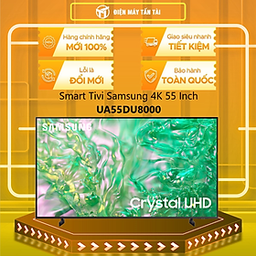 ĐIỆN MÁY TẤN TÀI
Hàng chính hãng
MỚI 100%
Giao siêu nhanh
TIẾT KIỆM
Lỗi là
ĐỔI MỚI
Bảo hành
TOÀN QUỐC
Smart Tivi Samsung 4K 55 Inch
UA55DU8000
SAMSUNG
Crystal UHD